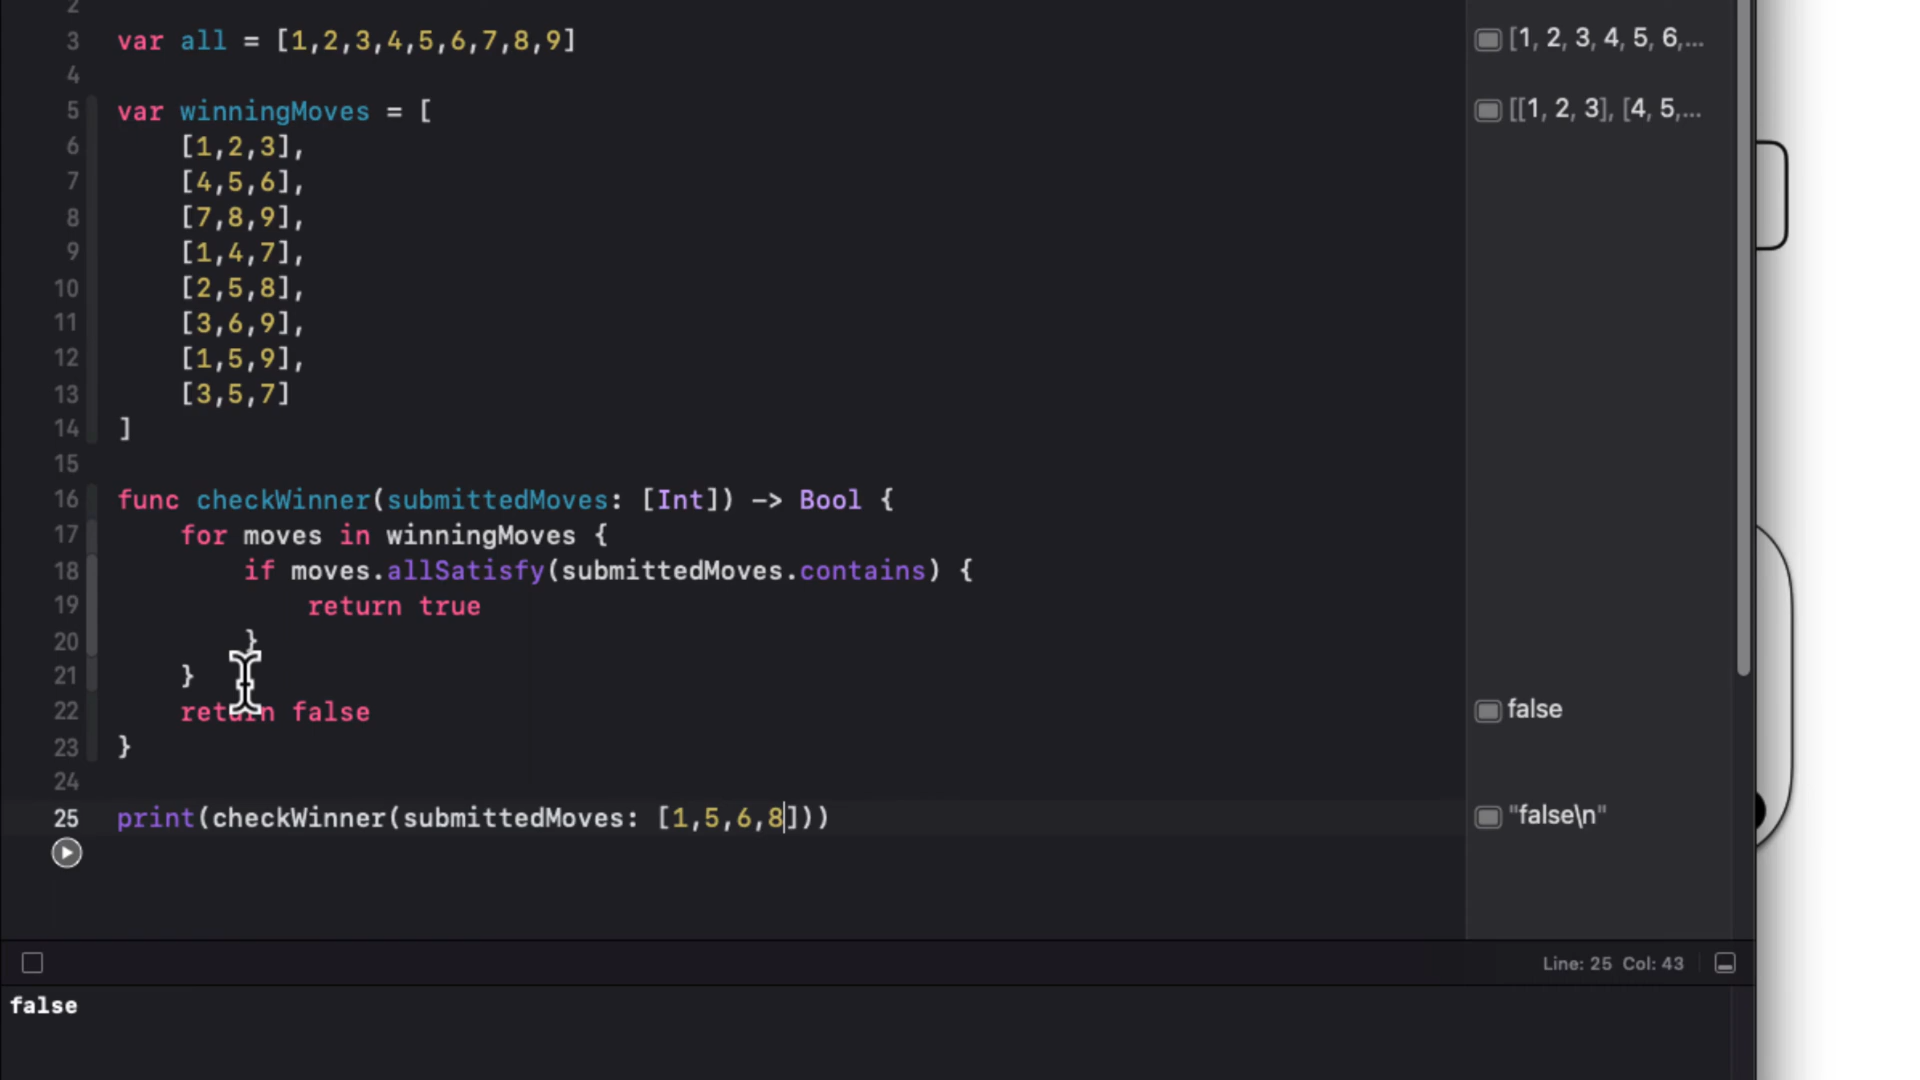 2
3 var all = [1,2,3,4,5,6,7,8,9] [1, 2, 3, 4, 5, 6,...
4
5 var winningMoves = [ [[1, 2, 3], [4, 5,...
6 [1,2,3],
7 [4,5,6],
8 [7,8,9],
9 [1,4,7],
10 [2,5,8],
11 [3,6,9],
12 [1,5,9],
13 [3,5,7]
14 ]
15
16 func checkWinner(submittedMoves: [Int]) -> Bool {
17 for moves in winningMoves {
18 if moves.allSatisfy(submittedMoves.contains) {
19 return true
20 }
21 }
22 return false false
23 }
24
25 print(checkWinner(submittedMoves: [1,5,6,8])) "false\n"
Line: 25 Col: 43
false